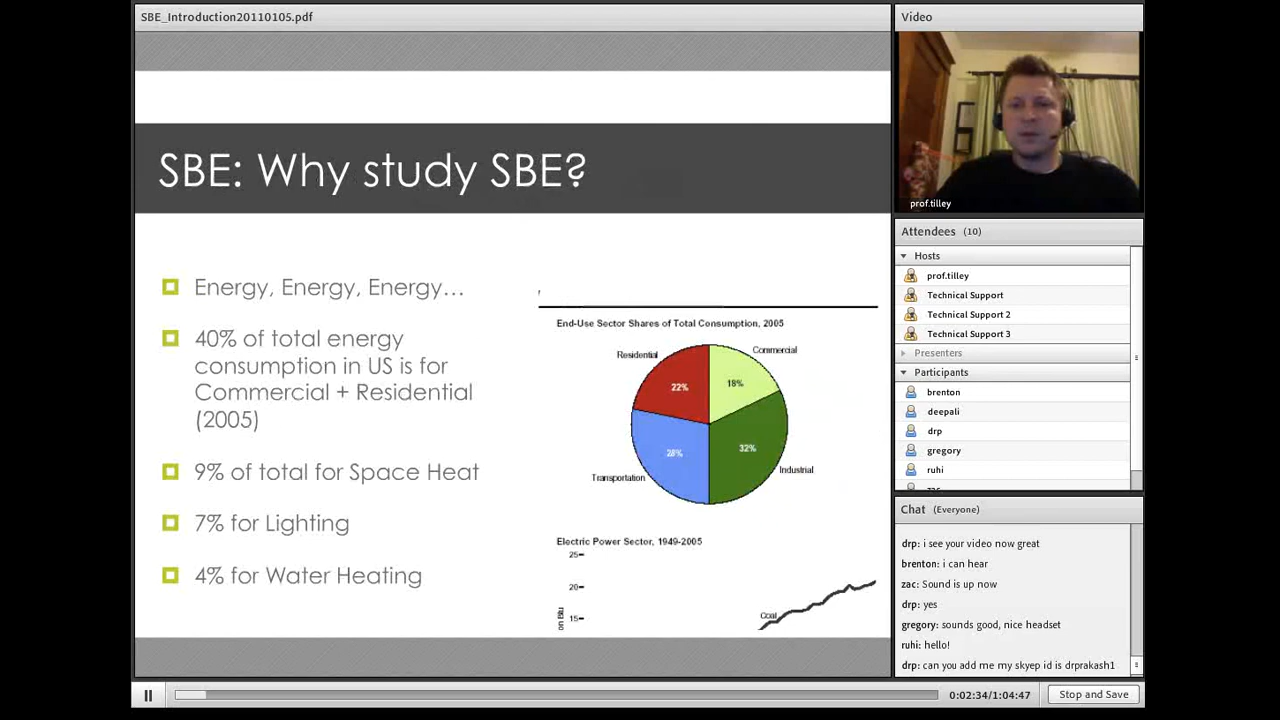 SBE_Introduction20110105.pdf
SBE: Why study SBE?
Energy, Energy, Energy…
40% of total energy
consumption in US is for
Commercial + Residential
(2005)
9% of total for Space Heat
7% for Lighting
4% for Water Heating
End-Use Sector Shares of Total Consumption, 2005
Residential
Commercial
22%
18%
28%
32%
Transportation
Industrial
Electric Power Sector, 1949-2005
25
20
15
Coal
on Btu
Video
prof.tilley
Attendees (10)
Hosts
prof.tilley
Technical Support
Technical Support 2
Technical Support 3
Presenters
Participants
brenton
deepali
drp
gregory
ruhi
zac
Chat (Everyone)
drp: i see your video now great
brenton: i can hear
zac: Sound is up now
drp: yes
gregory: sounds good, nice headset
ruhi: hello!
drp: can you add me my skyep id is drprakash1
0:02:34/1:04:47
Stop and Save